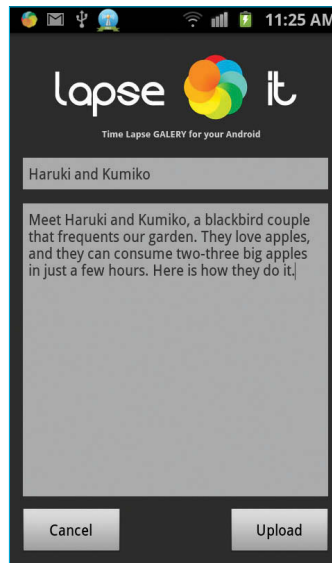 11:25 AM
lapse it
Time Lapse GALERY for your Android
Haruki and Kumiko
Meet Haruki and Kumiko, a blackbird couple
that frequents our garden. They love apples,
and they can consume two-three big apples
in just a few hours. Here is how they do it.
Cancel Upload